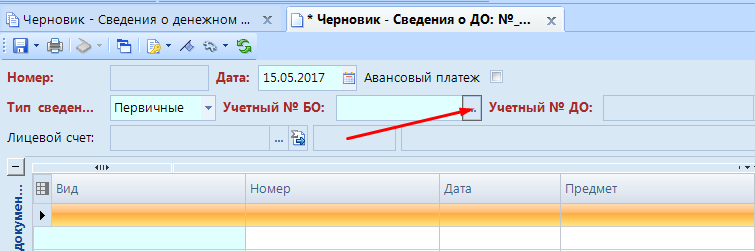 Черновик - Сведения о денежном ... * Черновик - Сведения о ДО: №_...
Номер: Дата: 15.05.2017 Авансовый платеж
Тип сведен... Первичные Учетный № БО: Учетный № ДО:
Лицевой счет: ...
Вид Номер Дата Предмет
докумен...